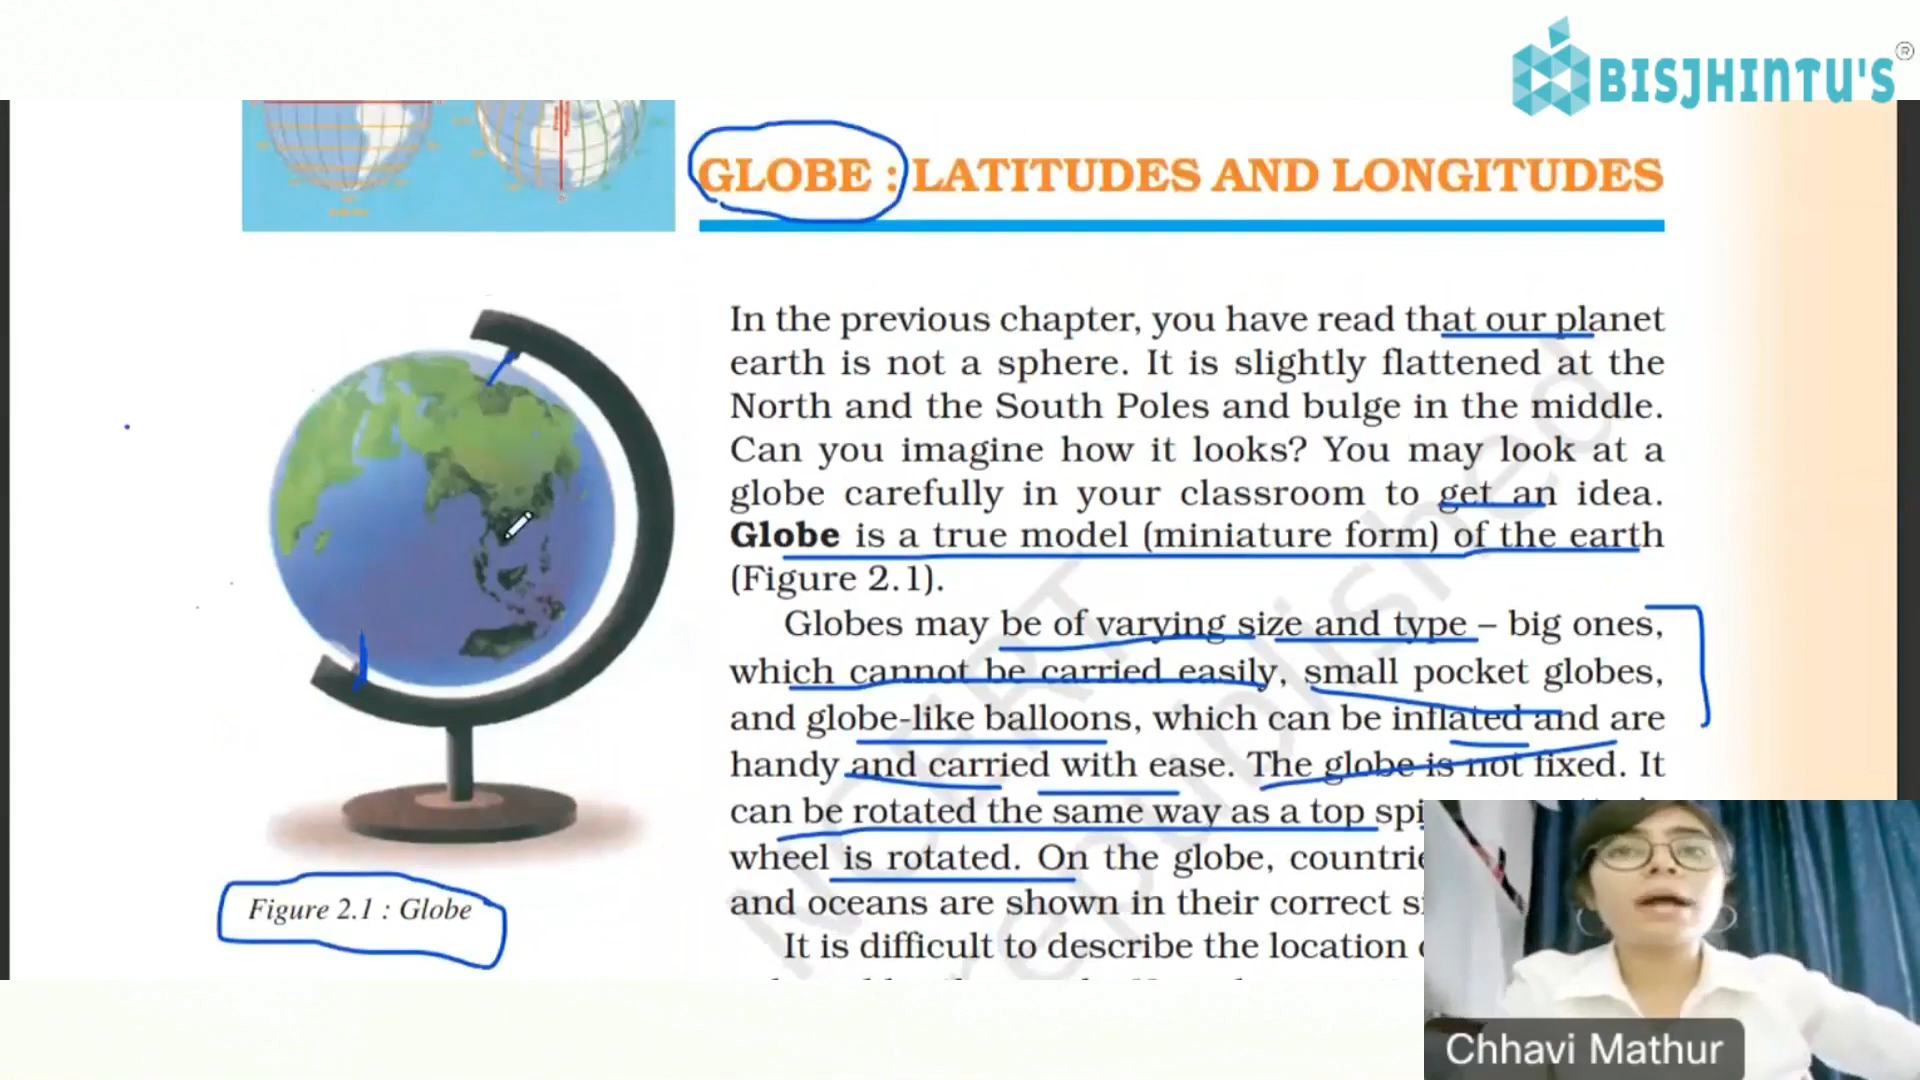 BISJHINTU'S®
GLOBE : LATITUDES AND LONGITUDES
In the previous chapter, you have read that our planet
earth is not a sphere. It is slightly flattened at the
North and the South Poles and bulge in the middle.
Can you imagine how it looks? You may look at a
globe carefully in your classroom to get an idea.
Globe is a true model (miniature form) of the earth
(Figure 2.1).
Globes may be of varying size and type – big ones,
which cannot be carried easily, small pocket globes,
and globe-like balloons, which can be inflated and are
handy and carried with ease. The globe is not fixed. It
can be rotated the same way as a top
wheel is rotated. On the globe,
and oceans are shown in their correct
It is difficult to describe the location
Figure 2.1 : Globe
NCERT
republished
Chhavi Mathur